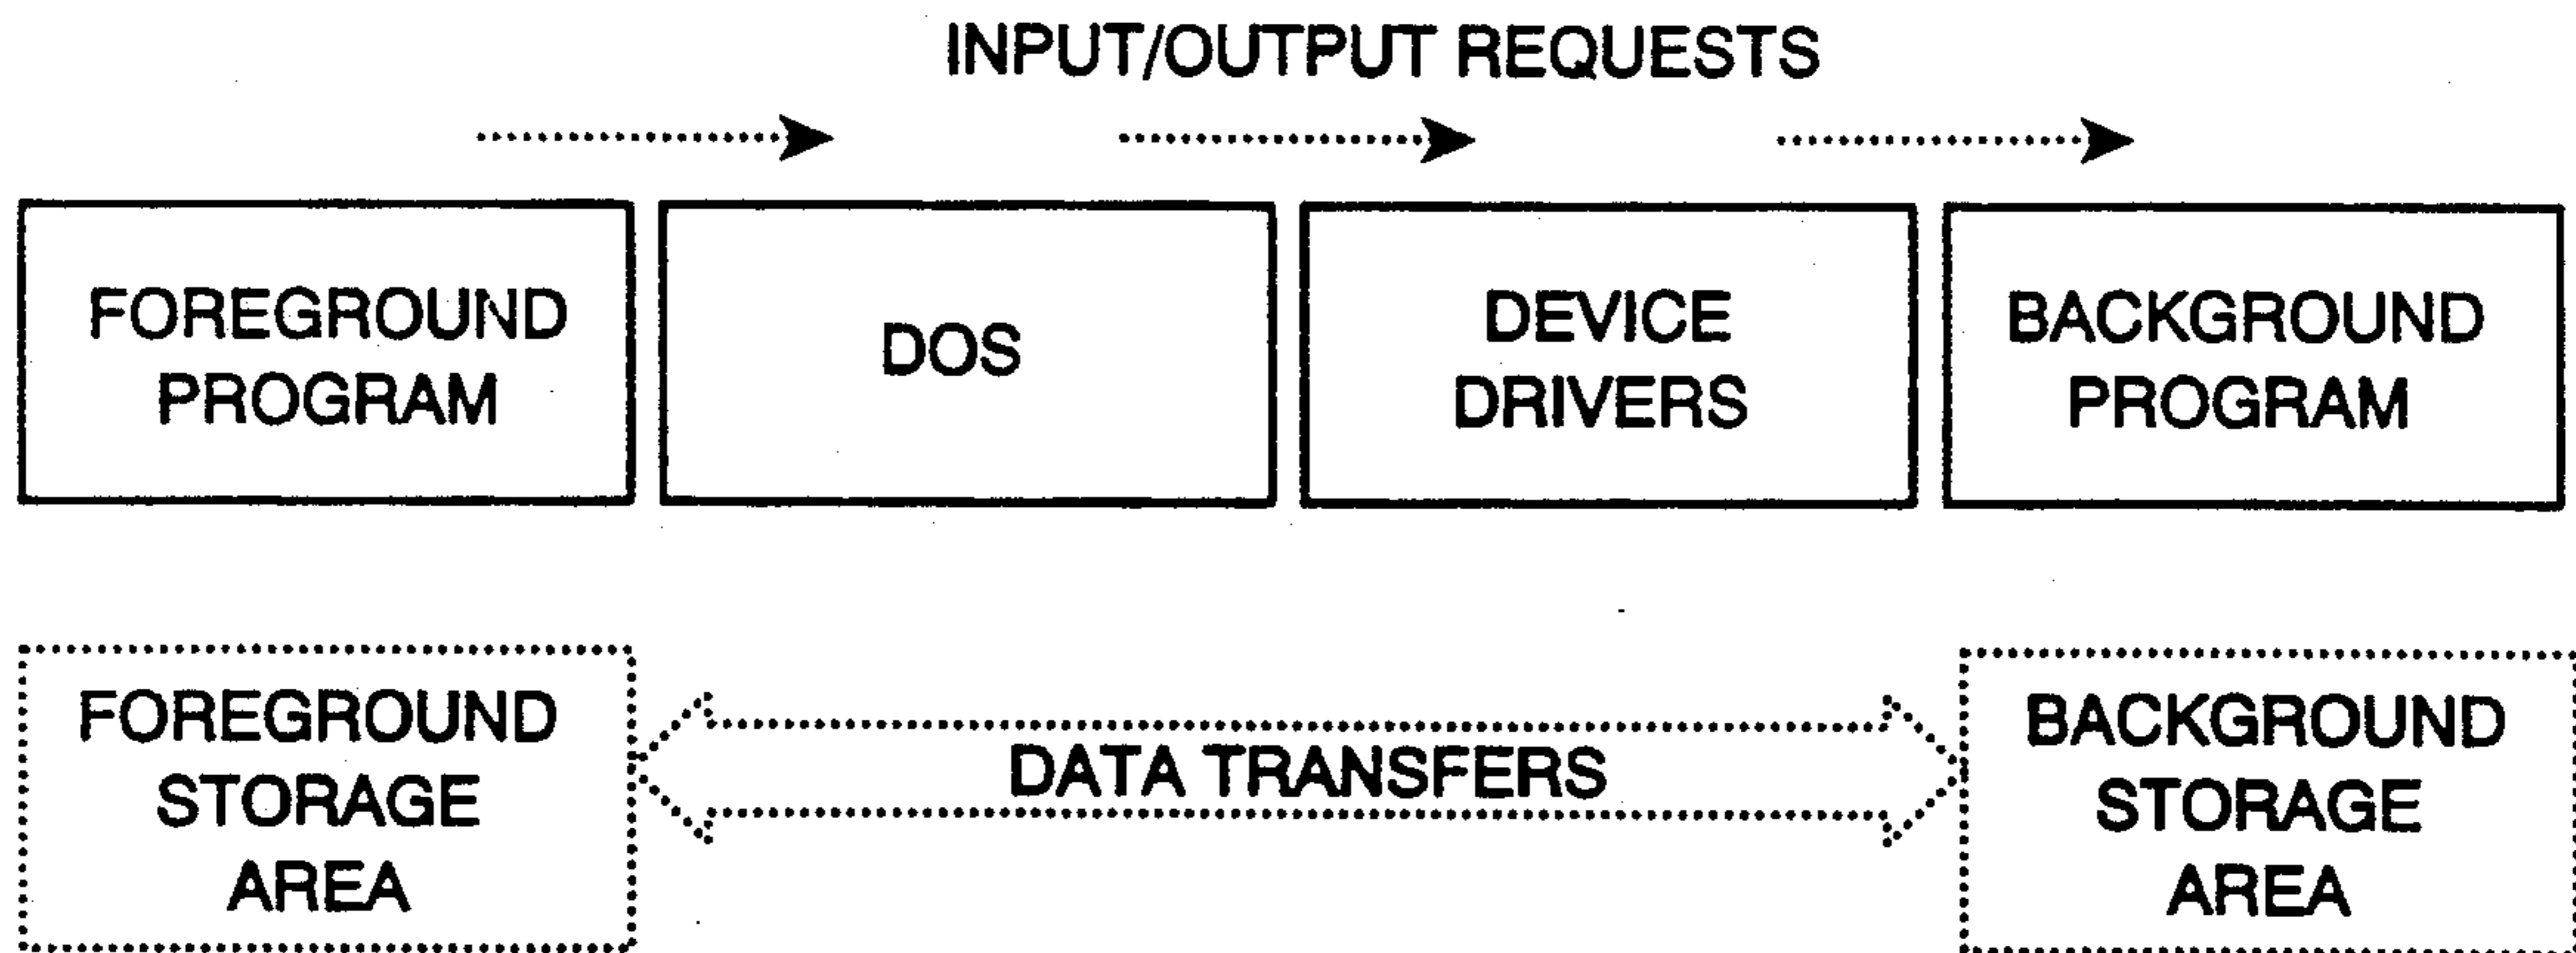 INPUT/OUTPUT REQUESTS
FOREGROUND
PROGRAM
DOS
DEVICE
DRIVERS
BACKGROUND
PROGRAM
FOREGROUND
STORAGE
AREA
DATA TRANSFERS
BACKGROUND
STORAGE
AREA